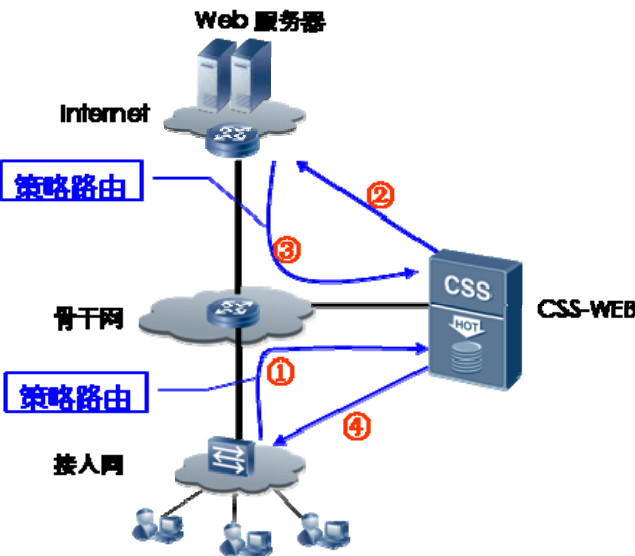 Web 服务器
Internet
策略路由
②
③
CSS
CSS-WEB
HOT
骨干网
①
策略路由
④
接入网